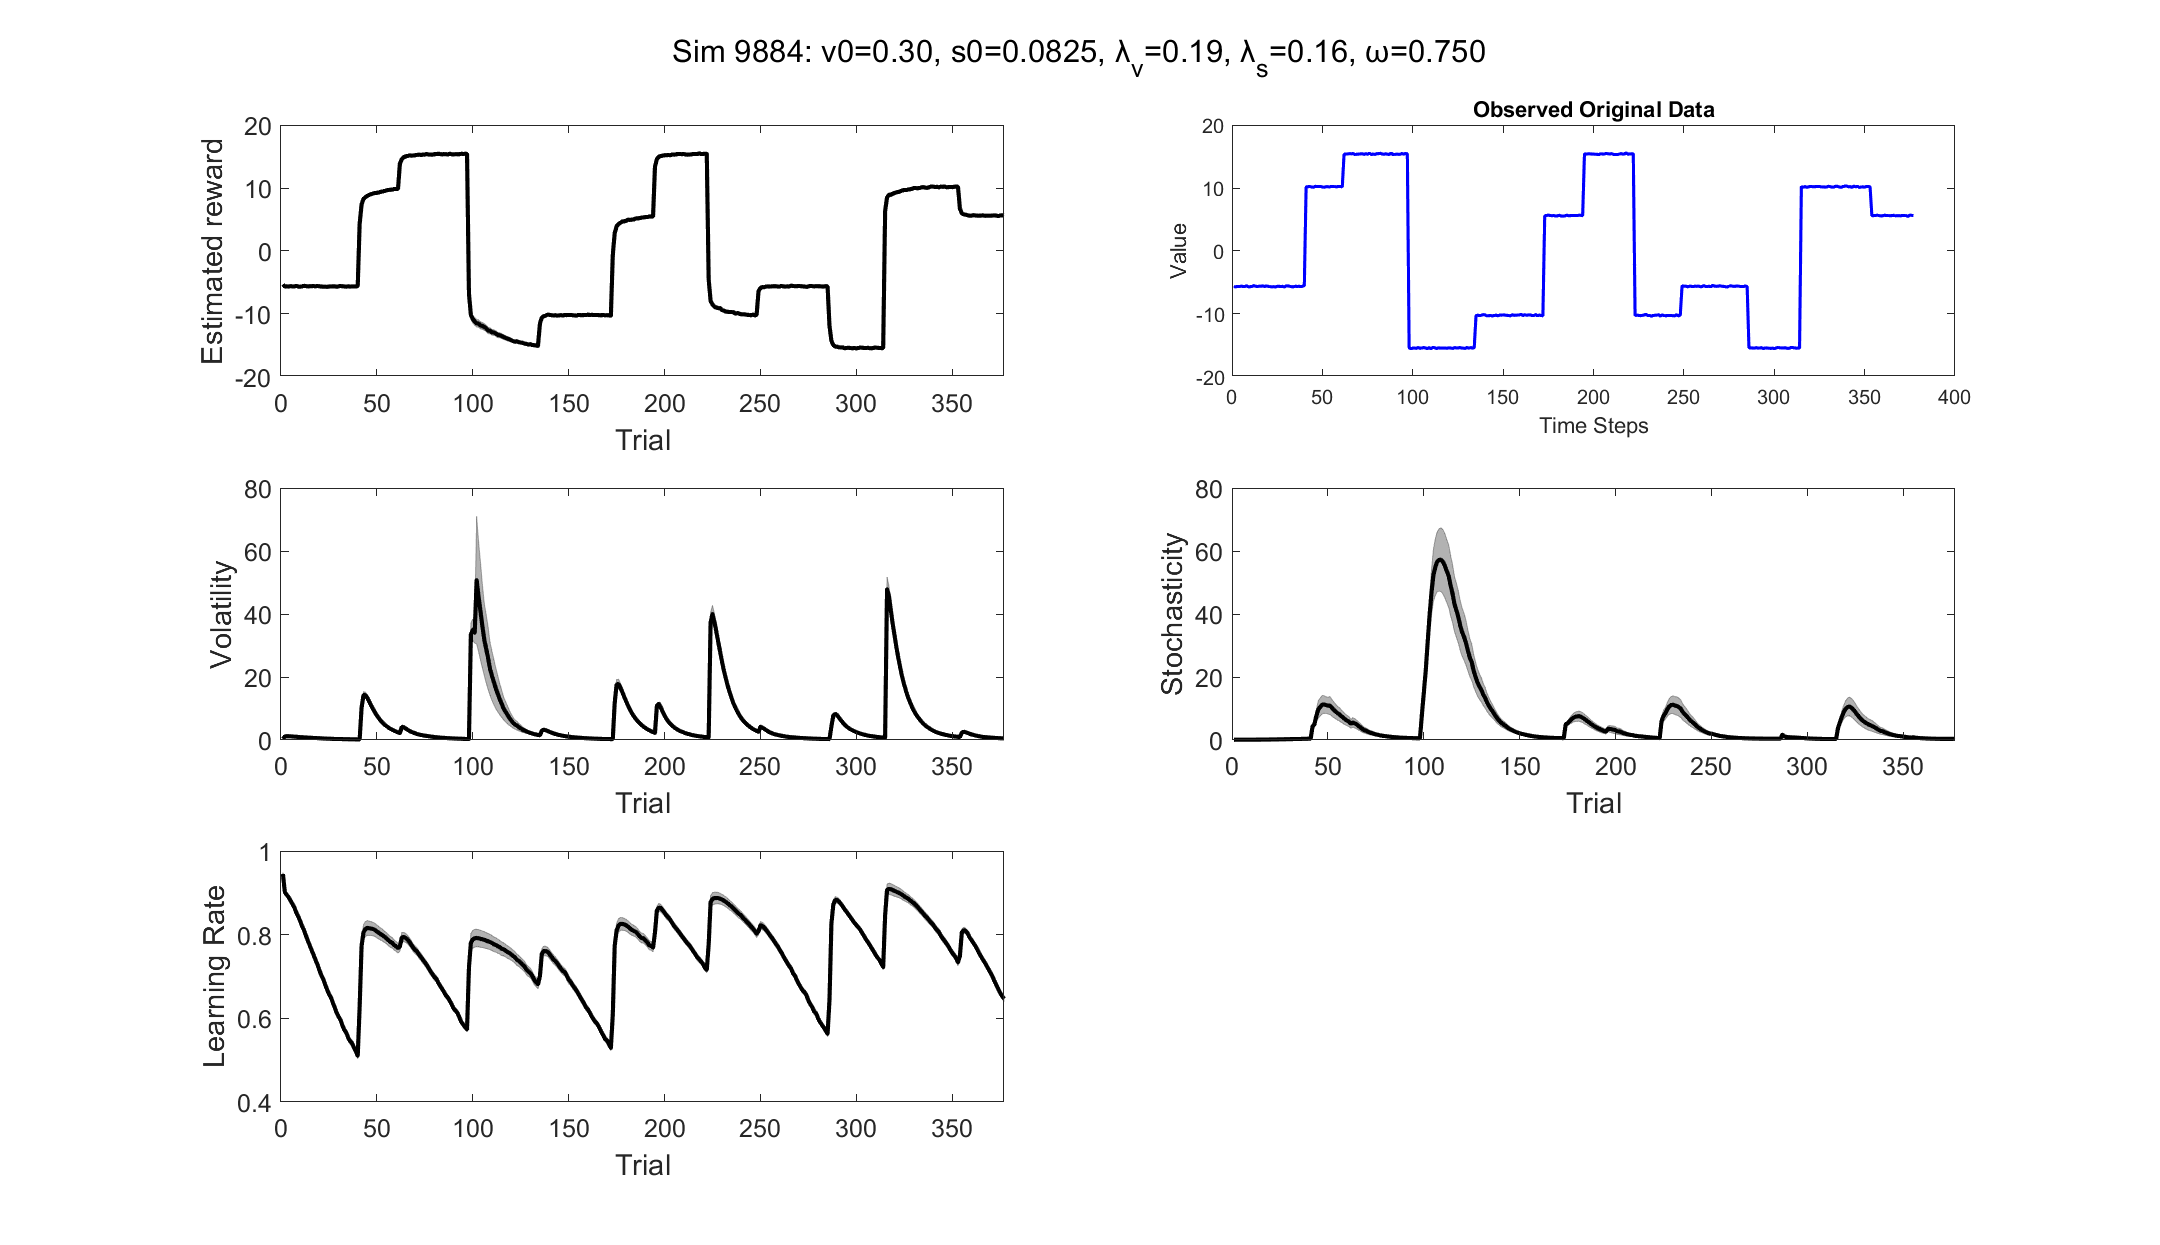 Sim 9884: v0=0.30, s0=0.0825, λ_v=0.19, λ_s=0.16, ω=0.750
20
10
0
-10
-20
Estimated reward
0 50 100 150 200 250 300 350
Trial
Observed Original Data
20
10
0
-10
-20
Value
0 50 100 150 200 250 300 350 400
Time Steps
80
60
40
20
0
Volatility
0 50 100 150 200 250 300 350
Trial
80
60
40
20
0
Stochasticity
0 50 100 150 200 250 300 350
Trial
1
0.8
0.6
0.4
Learning Rate
0 50 100 150 200 250 300 350
Trial